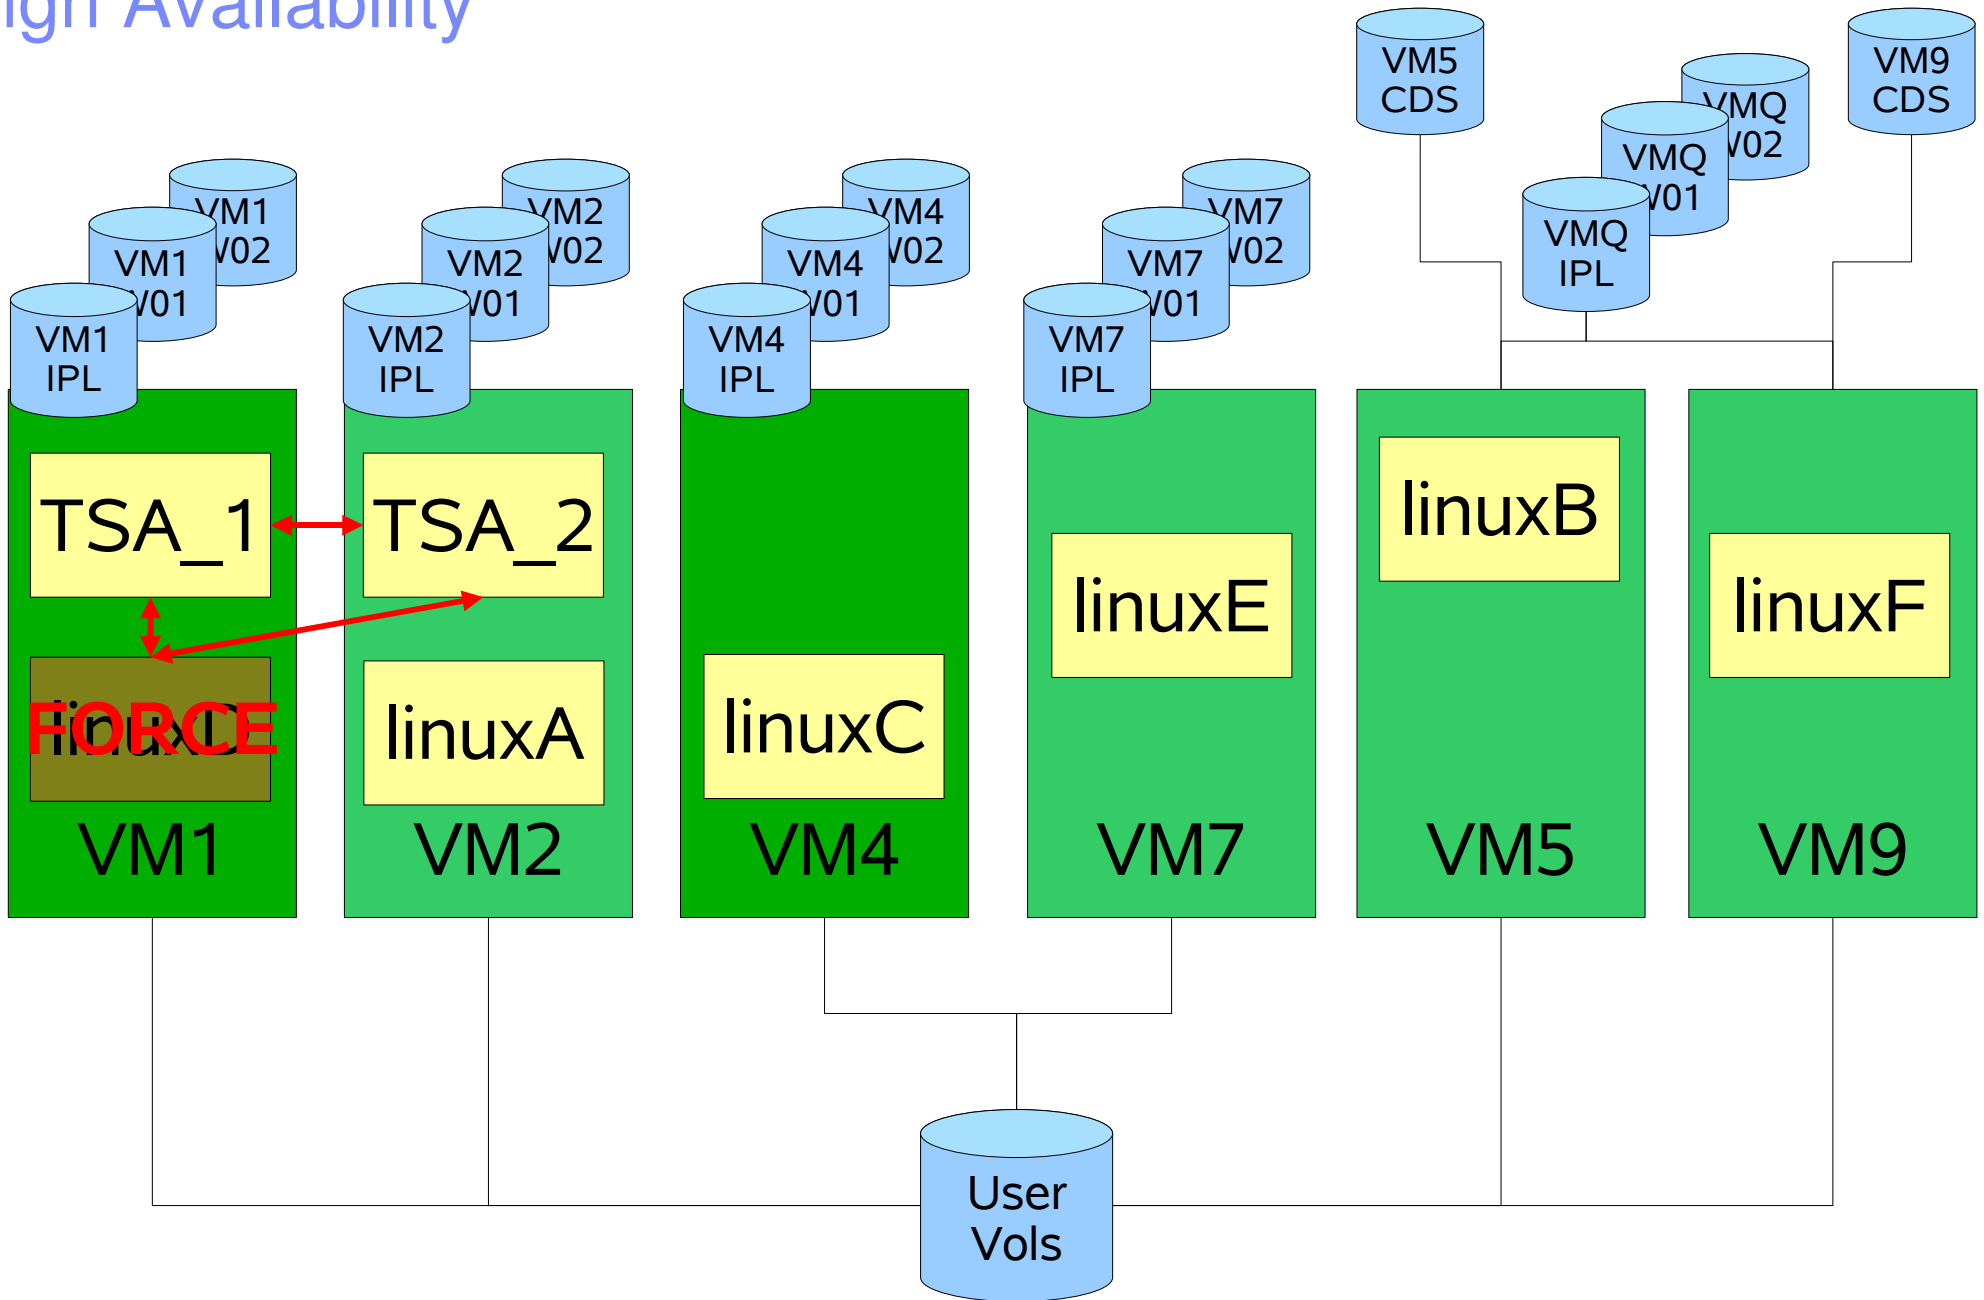 igh Availability
VM5
CDS
VMQ
W02
VMQ
W01
VMQ
IPL
VM9
CDS
VM1
W02
VM1
W01
VM1
IPL
VM2
W02
VM2
W01
VM2
IPL
VM4
W02
VM4
W01
VM4
IPL
VM7
W02
VM7
W01
VM7
IPL
TSA_1
TSA_2
linuxB
linuxE
linuxF
linuxD
FORCE
linuxA
linuxC
VM1
VM2
VM4
VM7
VM5
VM9
User
Vols